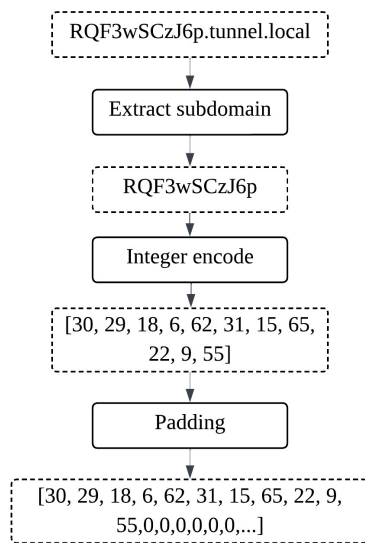 RQF3wSCzJ6p.tunnel.local
Extract subdomain
RQF3wSCzJ6p
Integer encode
[30, 29, 18, 6, 62, 31, 15, 65,
22, 9, 55]
Padding
[30, 29, 18, 6, 62, 31, 15, 65, 22, 9,
55,0,0,0,0,0,0,...]